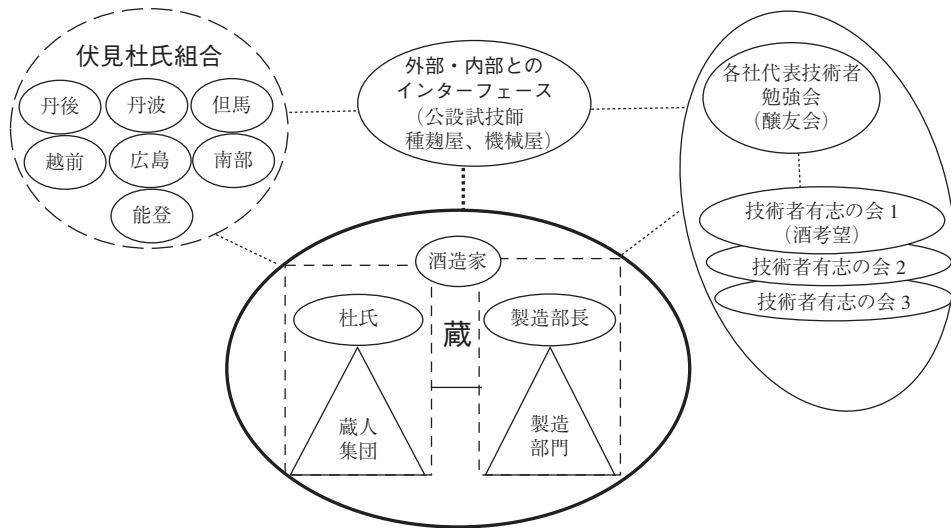 伏見杜氏組合
丹後
丹波
但馬
越前
広島
南部
能登
外部・内部との
インターフェース
（公設試技師
種麹屋、機械屋）
各社代表技術者
勉強会
（醸友会）
技術者有志の会 1
（酒考望）
技術者有志の会 2
技術者有志の会 3
酒造家
杜氏
蔵
製造部長
蔵人
集団
製造
部門